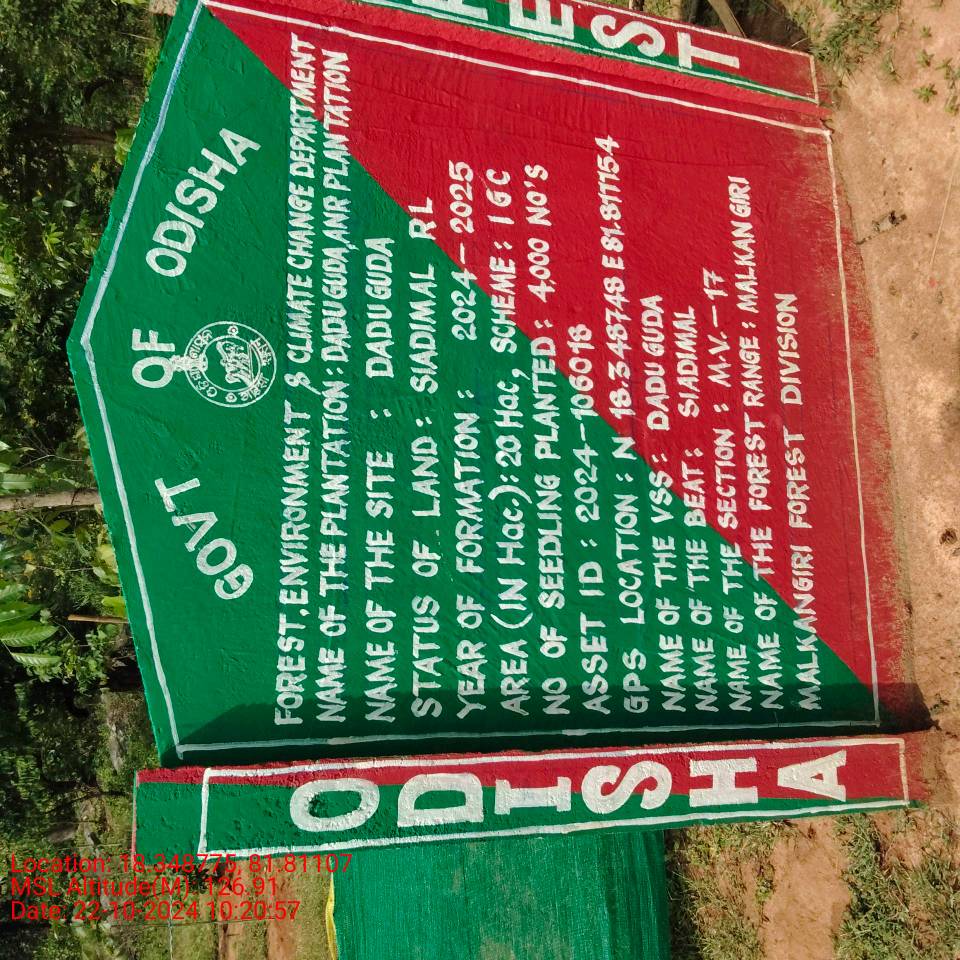 GOVT OF ODISHA
FOREST, ENVIRONMENT & CLIMATE CHANGE DEPARTMENT
NAME OF THE PLANTATION : DADUGUDA, ANR PLANTATION
NAME OF THE SITE : DADUGUDA
STATUS OF LAND : SIADIMAL RL
YEAR OF FORMATION : 2024-2025
AREA (IN Hac) : 20 Hac, SCHEME : IGC
NO OF SEEDLING PLANTED : 4,000 NO'S
ASSET ID : 2024-106018
GPS LOCATION : N 18.348748 E 81.811154
NAME OF THE VSS : DADUGUDA
NAME OF THE BEAT : SIADIMAL
NAME OF THE SECTION : M.V.-17
NAME OF THE FOREST RANGE : MALKANGIRI
MALKANGIRI FOREST DIVISION
ODISHA
EST
Location: 18.348775, 81.81107
MSL Altitude(M): 126.91
Date: 22-10-2024 10:20:57